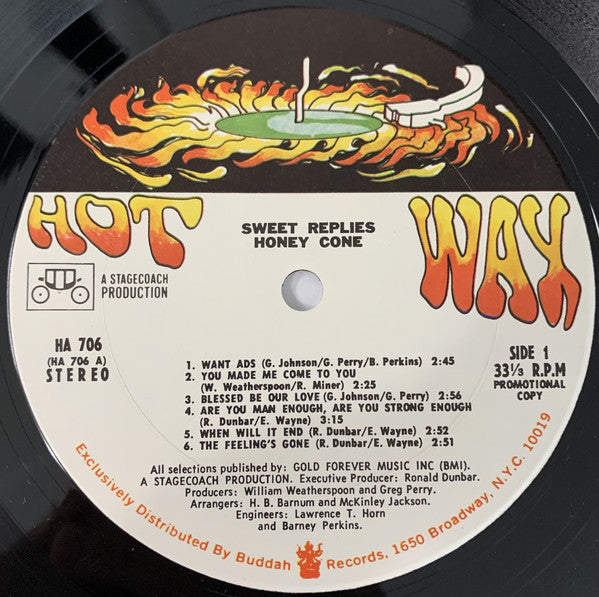 HOT WAX
SWEET REPLIES
HONEY CONE
A STAGECOACH
PRODUCTION
HA 706
(HA 706 A)
STEREO
SIDE 1
33⅓ R.P.M
PROMOTIONAL
COPY
1. WANT ADS (G. Johnson/G. Perry/B. Perkins) 2:45
2. YOU MADE ME COME TO YOU
(W. Weatherspoon/R. Miner) 2:25
3. BLESSED BE OUR LOVE (G. Johnson/G. Perry) 2:56
4. ARE YOU MAN ENOUGH, ARE YOU STRONG ENOUGH
(R. Dunbar/E. Wayne) 3:15
5. WHEN WILL IT END (R. Dunbar/E. Wayne) 2:52
6. THE FEELING'S GONE (R. Dunbar/E. Wayne) 2:51
All selections published by: GOLD FOREVER MUSIC INC (BMI).
A STAGECOACH PRODUCTION. Executive Producer: Ronald Dunbar.
Producers: William Weatherspoon and Greg Perry.
Arrangers: H. B. Barnum and McKinley Jackson.
Engineers: Lawrence T. Horn
and Barney Perkins.
Exclusively Distributed By Buddah Records, 1650 Broadway, N.Y.C. 10019